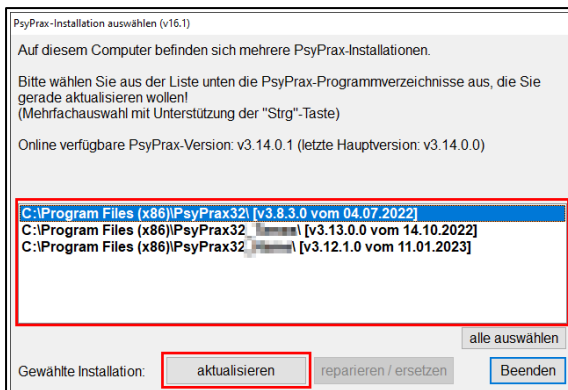 PsyPrax-Installation auswählen (v16.1)
Auf diesem Computer befinden sich mehrere PsyPrax-Installationen.
Bitte wählen Sie aus der Liste unten die PsyPrax-Programmverzeichnisse aus, die Sie
gerade aktualisieren wollen!
(Mehrfachauswahl mit Unterstützung der "Strg"-Taste)
Online verfügbare PsyPrax-Version: v3.14.0.1 (letzte Hauptversion: v3.14.0.0)
C:\Program Files (x86)\PsyPrax32\ [v3.8.3.0 vom 04.07.2022]
C:\Program Files (x86)\PsyPrax32_ \ [v3.13.0.0 vom 14.10.2022]
C:\Program Files (x86)\PsyPrax32_ \ [v3.12.1.0 vom 11.01.2023]
alle auswählen
Gewählte Installation: aktualisieren reparieren / ersetzen Beenden